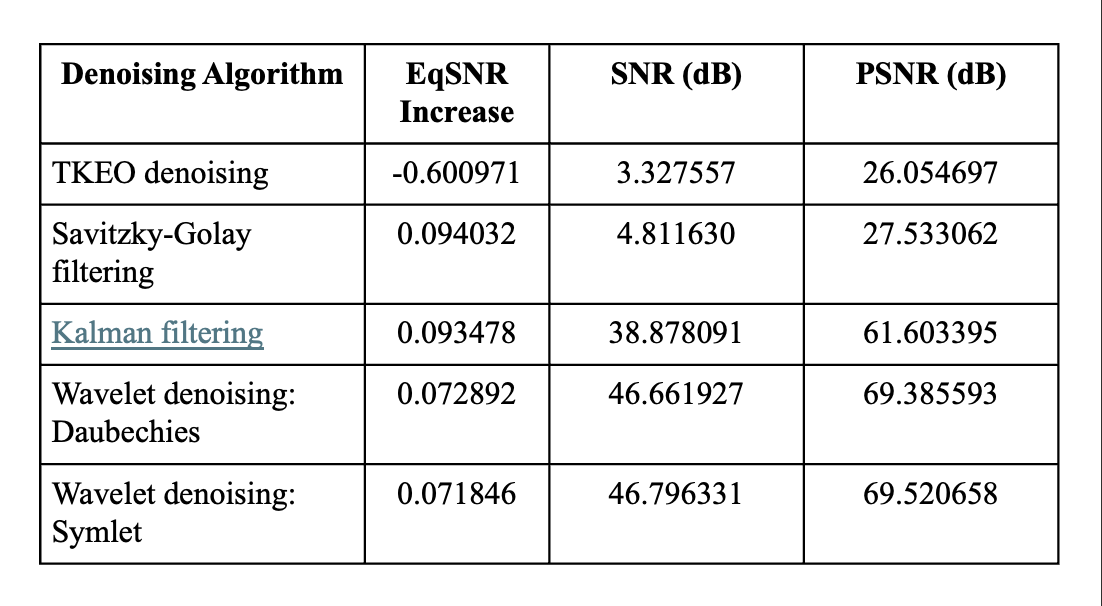 Denoising Algorithm EqSNR Increase SNR (dB) PSNR (dB)
TKEO denoising -0.600971 3.327557 26.054697
Savitzky-Golay filtering 0.094032 4.811630 27.533062
Kalman filtering 0.093478 38.878091 61.603395
Wavelet denoising: Daubechies 0.072892 46.661927 69.385593
Wavelet denoising: Symlet 0.071846 46.796331 69.520658